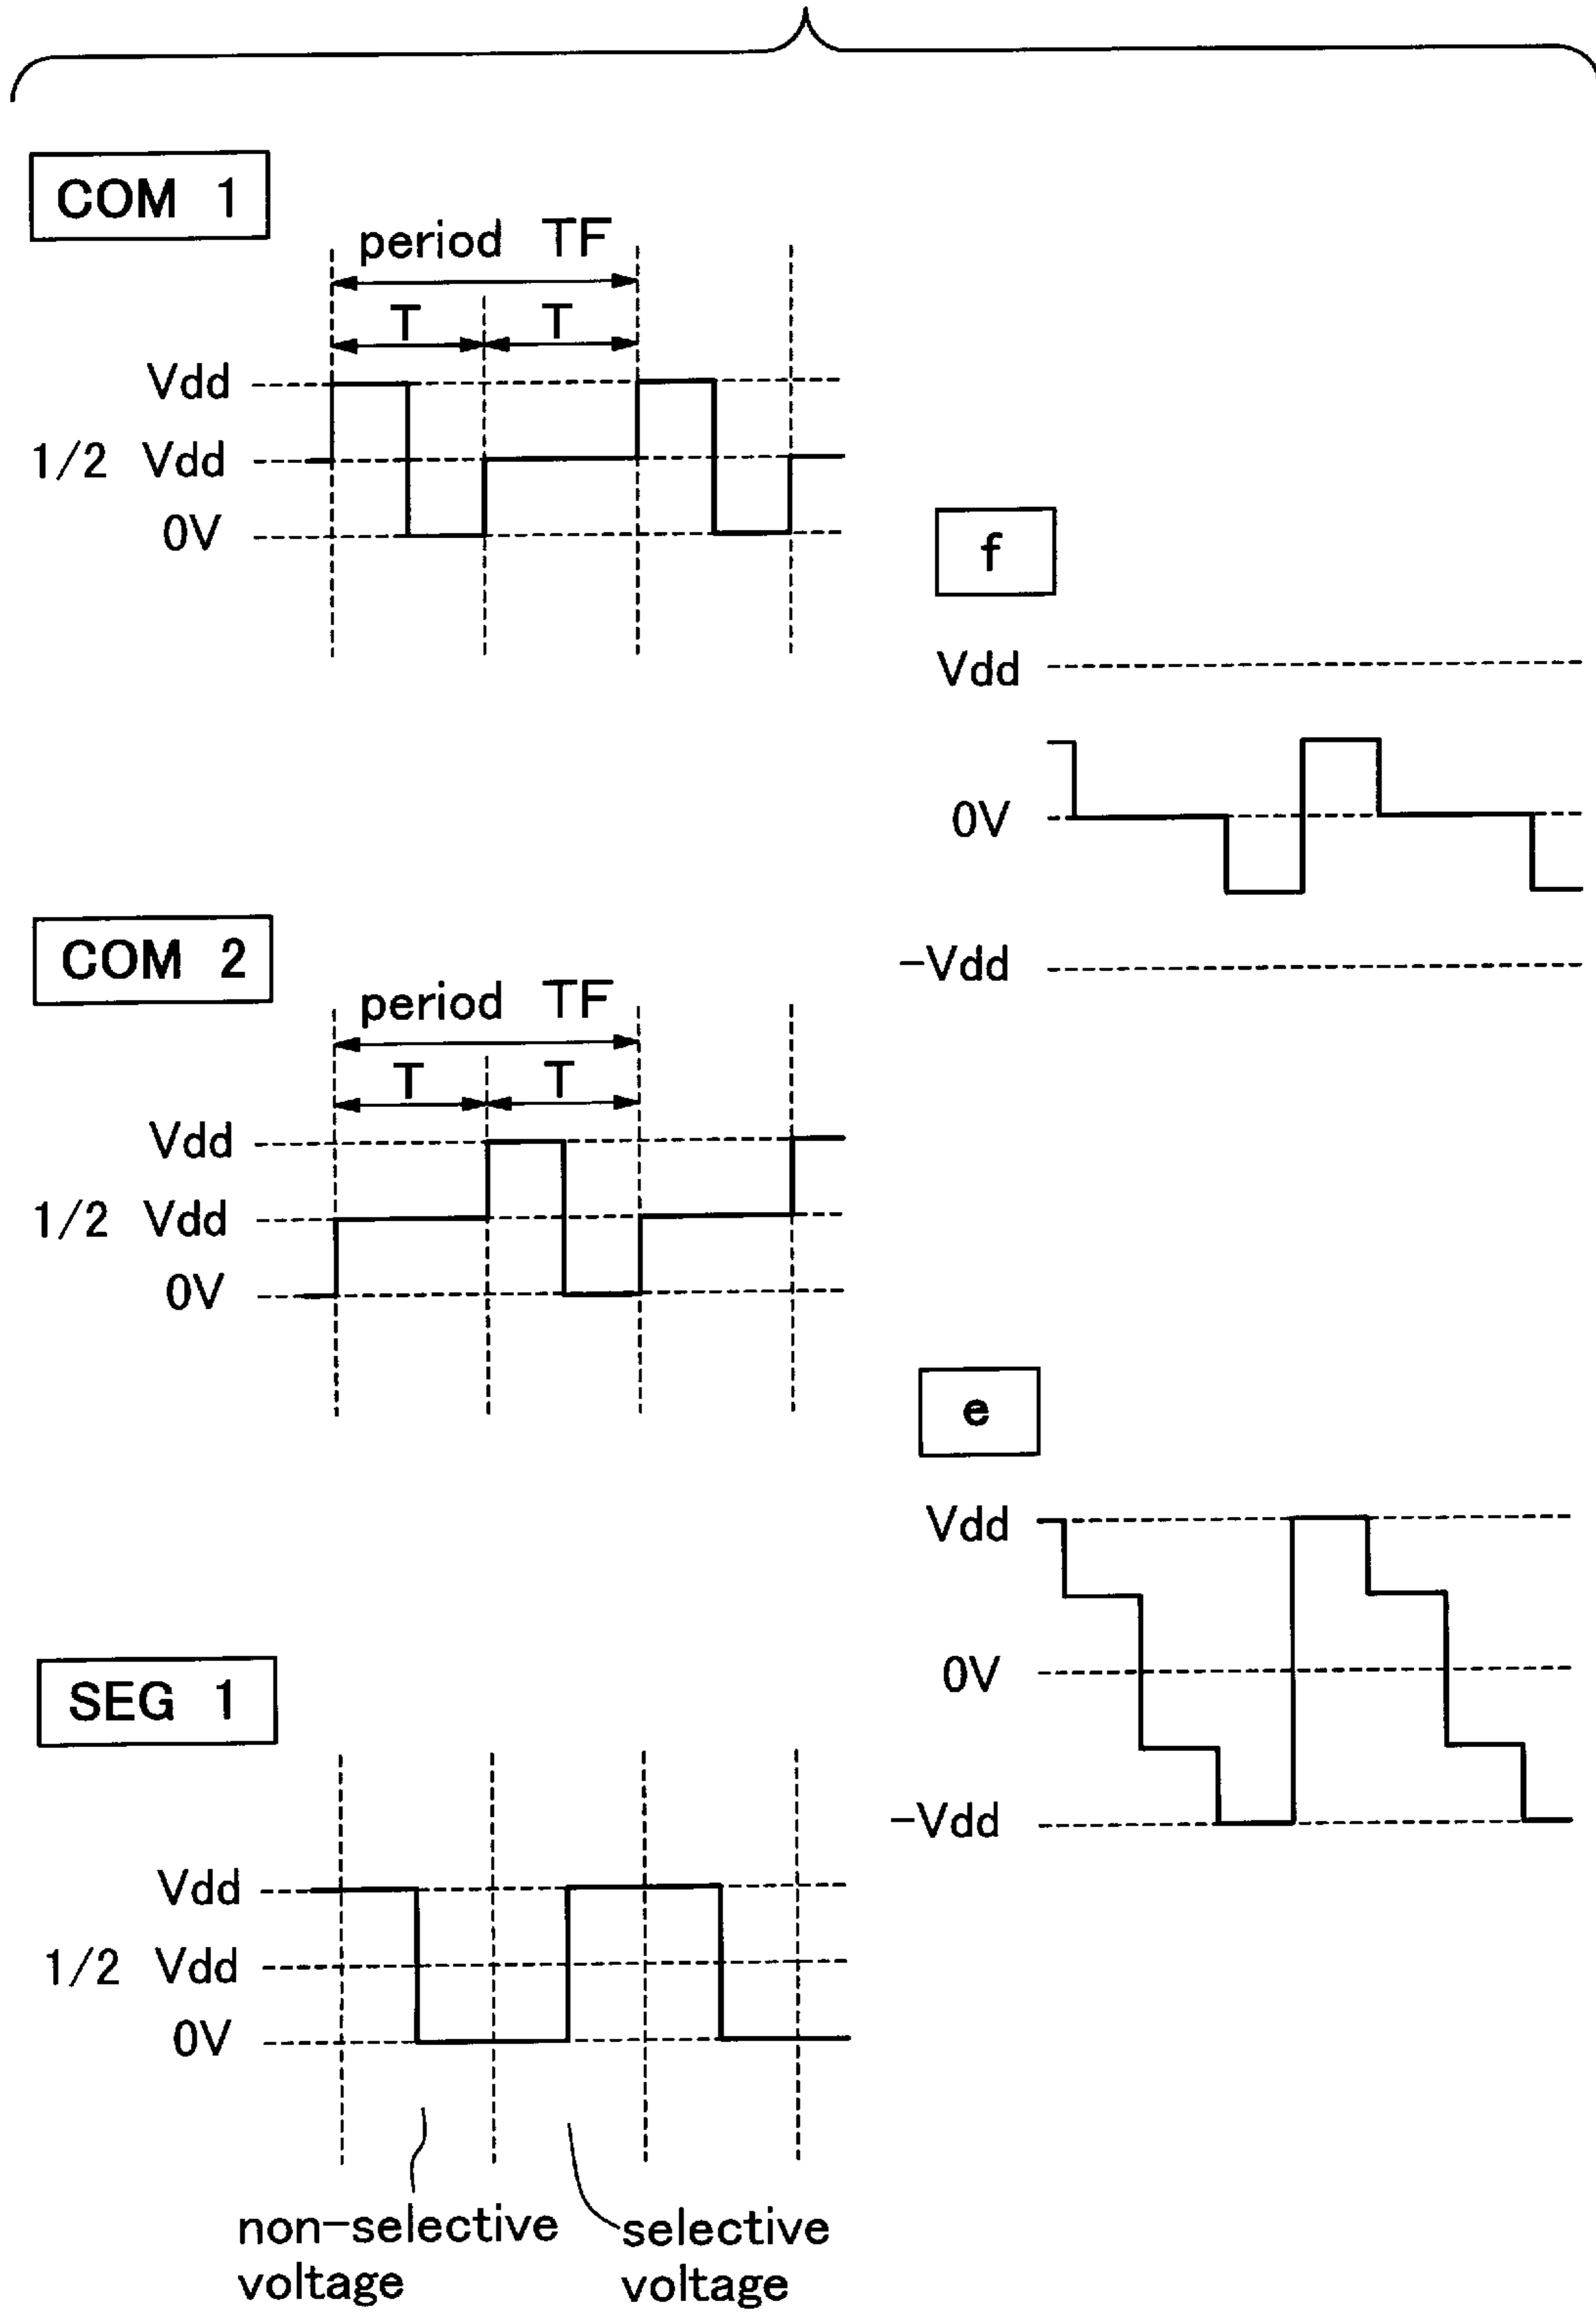 COM 1
period TF
T T
Vdd
1/2 Vdd
0V
f
Vdd
0V
-Vdd
COM 2
period TF
T T
Vdd
1/2 Vdd
0V
e
Vdd
0V
-Vdd
SEG 1
Vdd
1/2 Vdd
0V
non-selective
voltage
selective
voltage